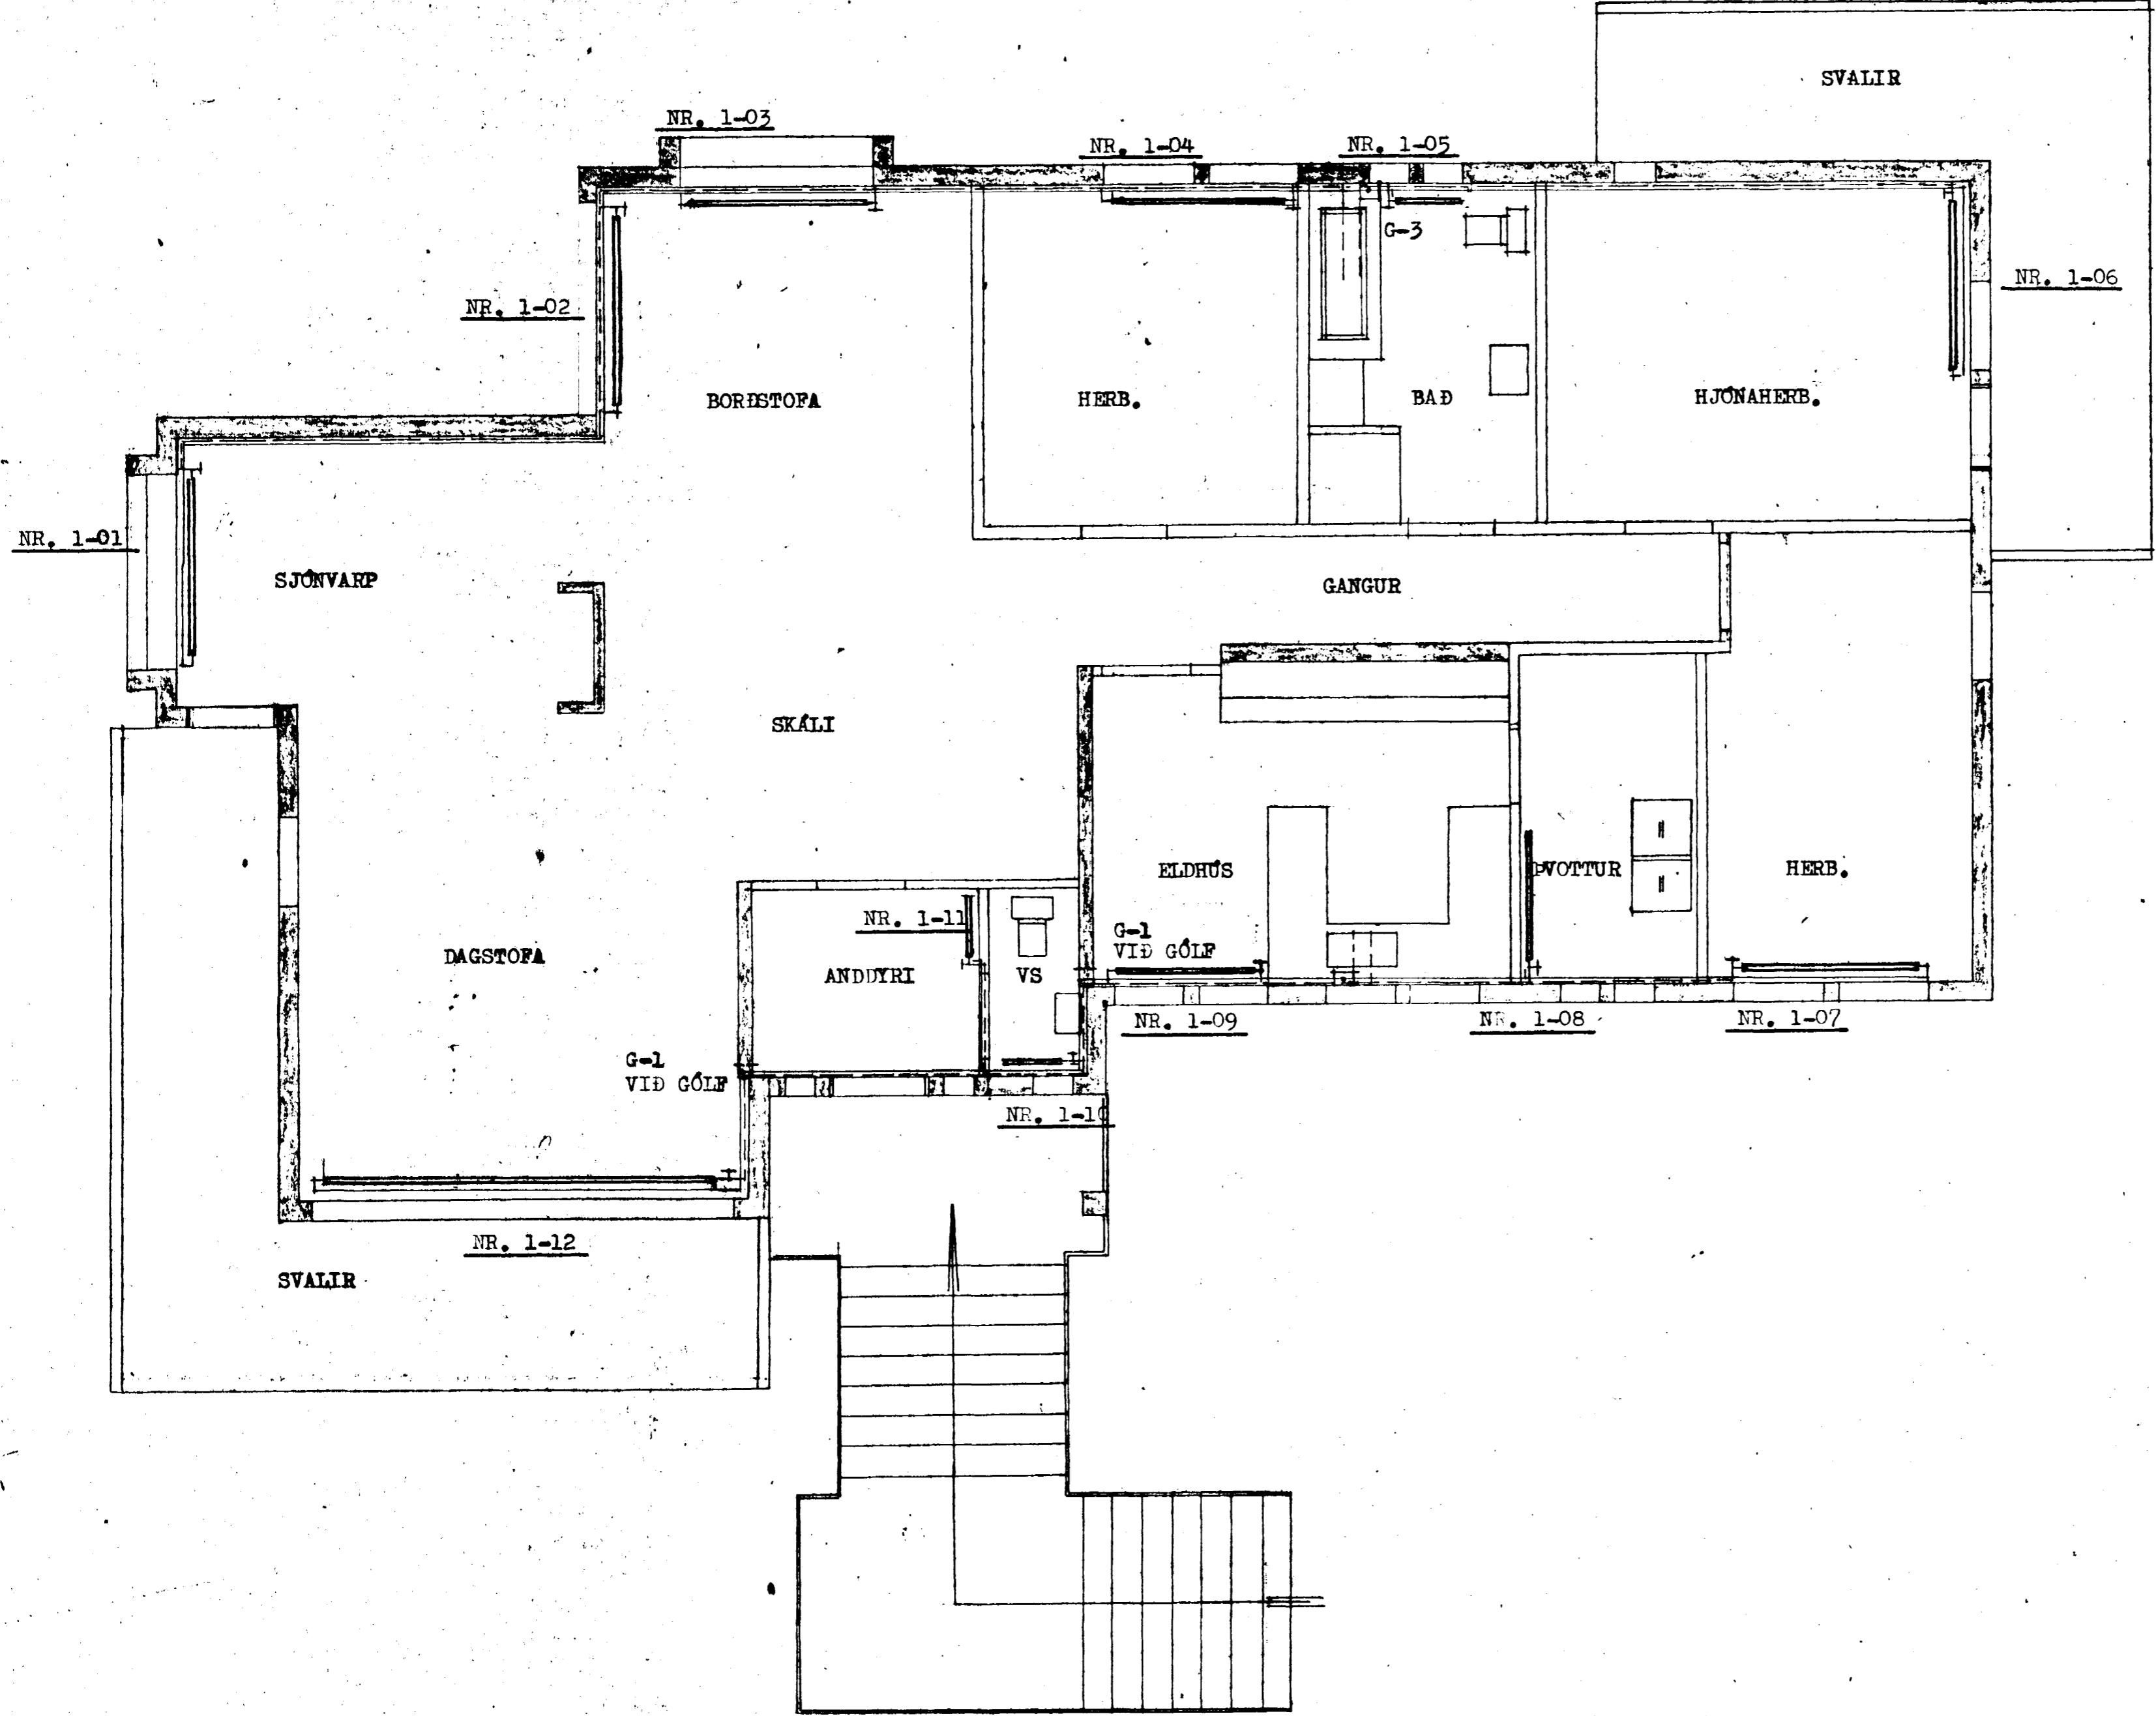 SVALIR
NR. 1-03
NR. 1-04
NR. 1-05
G-3
NR. 1-06
NR. 1-02
BORÐSTOFA
HERB.
BAÐ
HJÓNAHERB.
NR. 1-01
SJÓNVARP
GANGUR
SKÁLI
ELDHÚS
ÞVOTTUR
HERB.
NR. 1-11
DAGSTOFA
ANDDYRI
VS
G-1
VIÐ GÓLF
NR. 1-09
NR. 1-08
NR. 1-07
G-1
VIÐ GÓLF
NR. 1-10
NR. 1-12
SVALIR